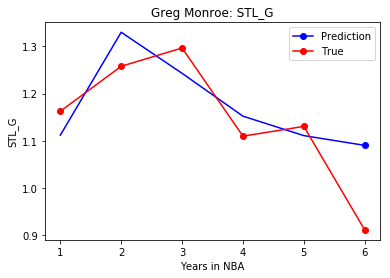 Greg Monroe: STL_G
Prediction
True
STL_G
1.3
1.2
1.1
1.0
0.9
1 2 3 4 5 6
Years in NBA